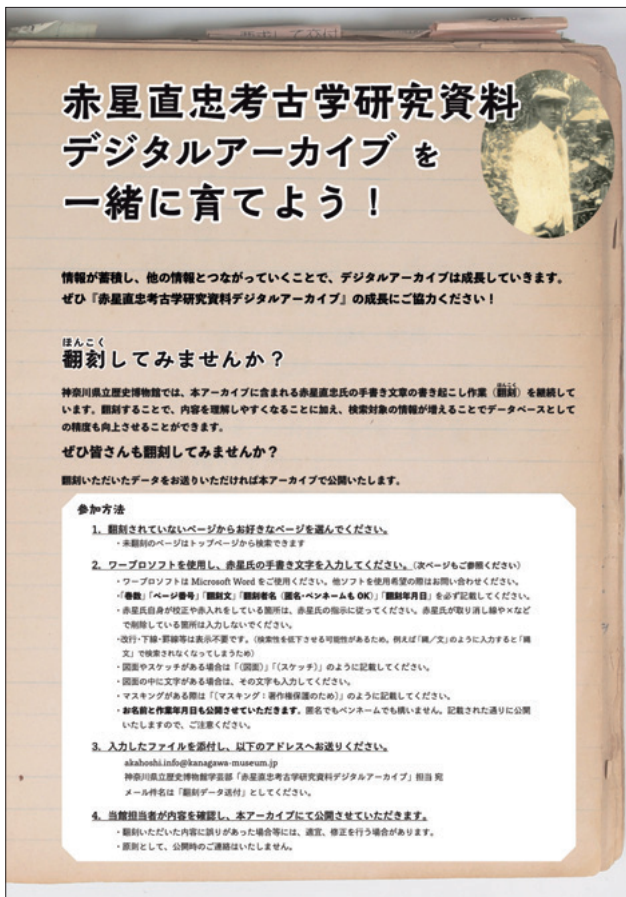 赤星直忠考古学研究資料
デジタルアーカイブ を
一緒に育てよう！
情報が蓄積し、他の情報とつながっていくことで、デジタルアーカイブは成長していきます。
ぜひ『赤星直忠考古学研究資料デジタルアーカイブ』の成長にご協力ください！
ほんこく
翻刻してみませんか？
ほんこく
神奈川県立歴史博物館では、本アーカイブに含まれる赤星直忠氏の手書き文章の書き起こし作業（翻刻）を継続して
います。翻刻することで、内容を理解しやすくなることに加え、検索対象の情報が増えることでデータベースとして
の精度も向上させることができます。
ぜひ皆さんも翻刻してみませんか？
翻刻いただいたデータをお送りいただければ本アーカイブで公開いたします。
参加方法
1．翻刻されていないページからお好きなページを選んでください。
・未翻刻のページはトップページから検索できます
2．ワープロソフトを使用し、赤星氏の手書き文字を入力してください。（次ページもご参照ください）
・ワープロソフトは Microsoft Word をご使用ください。他ソフトを使用希望の際はお問い合わせください。
・「巻数」「ページ番号」「翻刻文」「翻刻者名（匿名・ペンネームも OK）」「翻刻年月日」を必ず記載してください。
・赤星氏自身が校正や赤入れをしている箇所は、赤星氏の指示に従ってください。赤星氏が取り消し線や×など
で削除している箇所は入力しないでください。
・改行・下線・罫線等は表示不要です。（検索性を低下させる可能性があるため。例えば「縄／文」のように入力すると「縄
文」で検索されなくなってしまうため）
・図面やスケッチがある場合は「（図面）」「（スケッチ）」のように記載してください。
・図面の中に文字がある場合は、その文字も入力してください。
・マスキングがある際は「（マスキング：著作権保護のため）」のように記載してください。
・お名前と作業年月日も公開させていただきます。匿名でもペンネームでも構いません。記載された通りに公開
いたしますので、ご注意ください。
3．入力したファイルを添付し、以下のアドレスへお送りください。
akahoshi.info@kanagawa-museum.jp
神奈川県立歴史博物館学芸部「赤星直忠考古学研究資料デジタルアーカイブ」担当 宛
メール件名は「翻刻データ送付」としてください。
4．当館担当者が内容を確認し、本アーカイブにて公開させていただきます。
・翻刻いただいた内容に誤りがあった場合等には、適宜、修正を行う場合があります。
・原則として、公開時のご連絡はいたしません。